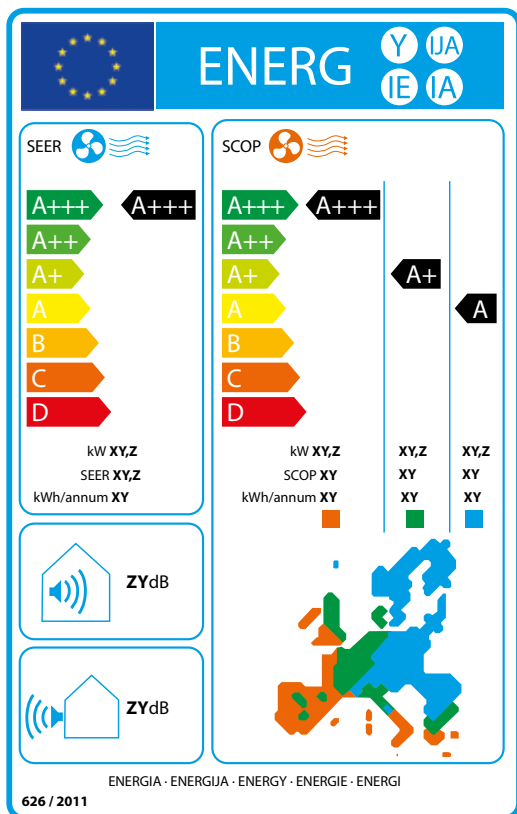 ENERG Y IJA
IE IA
SEER
A+++ A+++
A++
A+
A
B
C
D
kW XY,Z
SEER XY,Z
kWh/annum XY
SCOP
A+++ A+++
A++
A+ A+
A A
B
C
D
kW XY,Z XY,Z XY,Z
SCOP XY XY XY
kWh/annum XY XY XY
ZYdB
ZYdB
ENERGIA · ENERGIJA · ENERGY · ENERGIE · ENERGI
626 / 2011